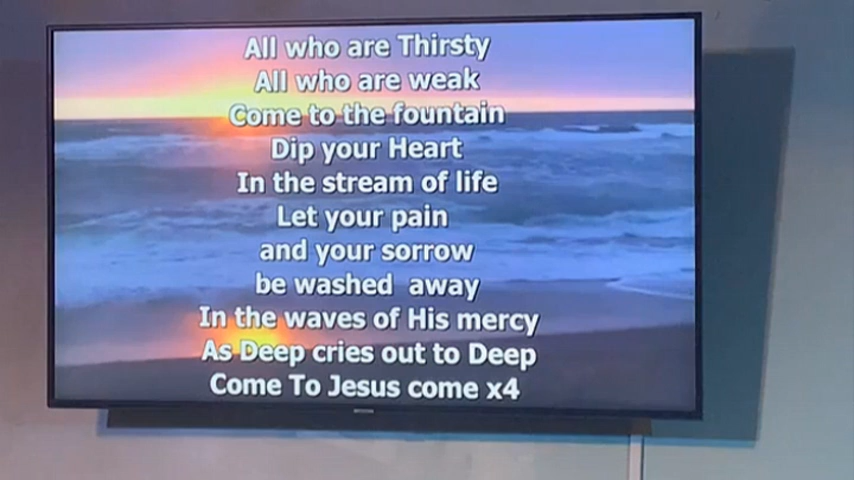 All who are Thirsty
All who are weak
Come to the fountain
Dip your Heart
In the stream of life
Let your pain
and your sorrow
be washed away
In the waves of His mercy
As Deep cries out to Deep
Come To Jesus come x4